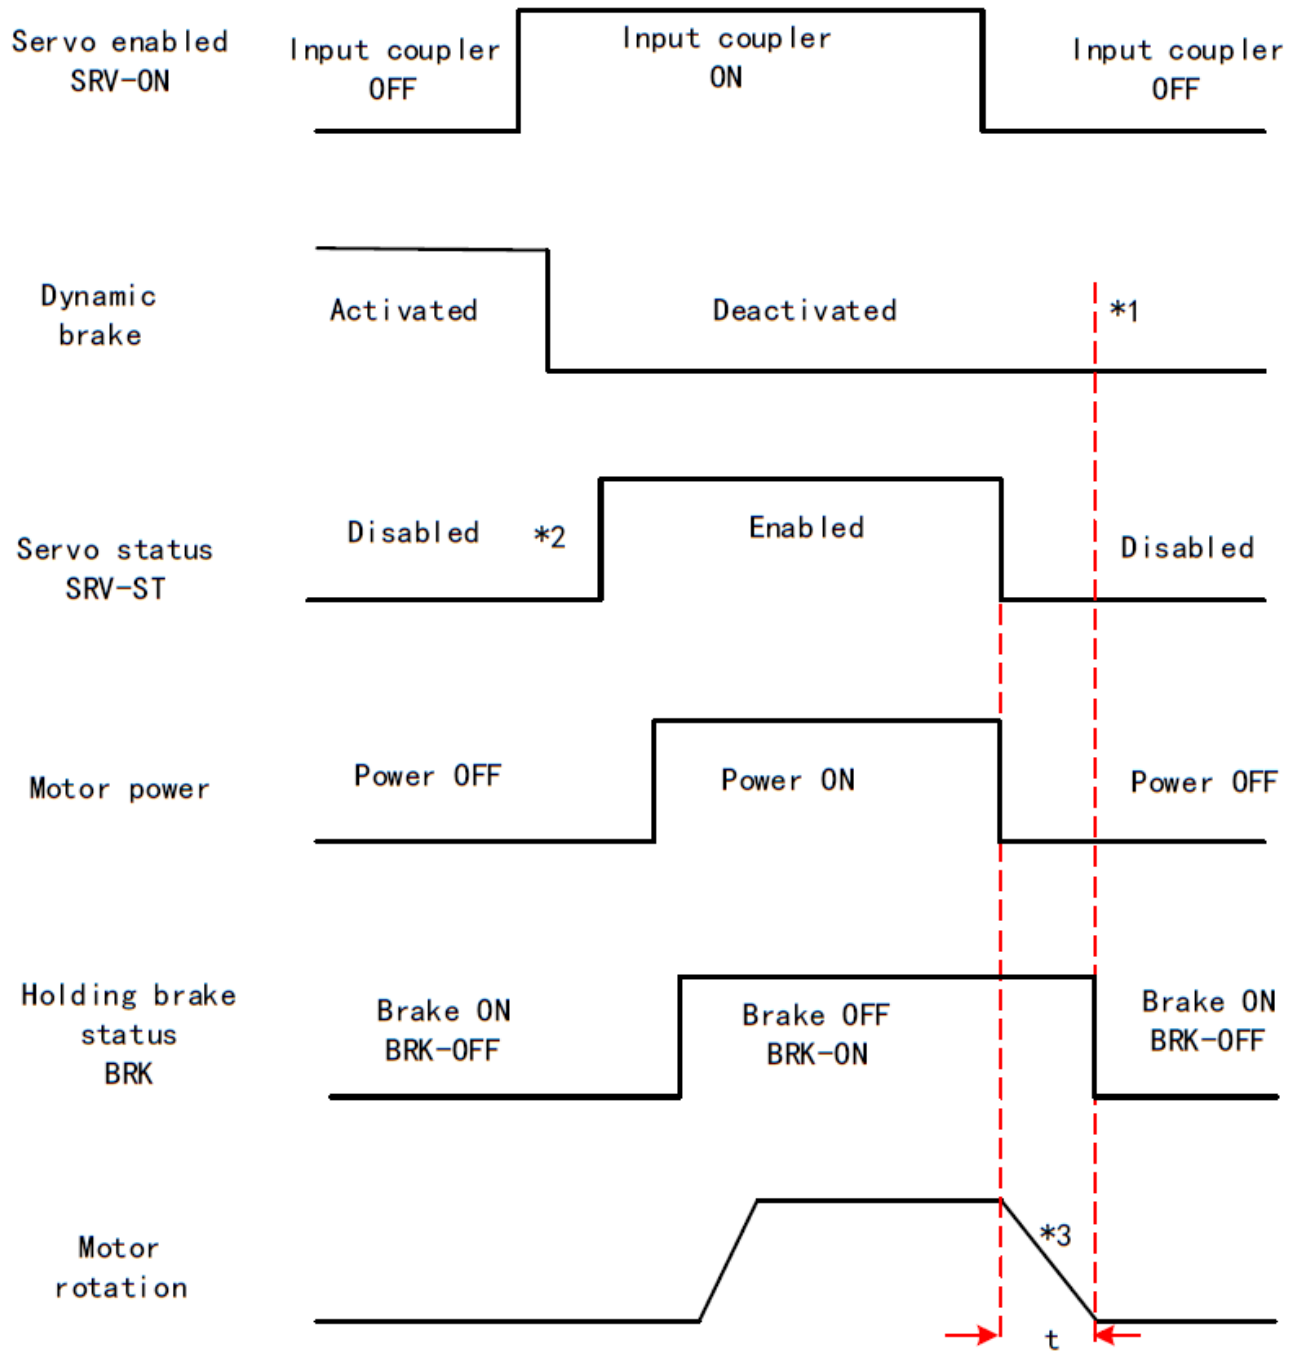 Servo enabled
SRV-ON
Input coupler
OFF
Input coupler
ON
Input coupler
OFF
Dynamic
brake
Activated
Deactivated
*1
Servo status
SRV-ST
Disabled
*2
Enabled
Disabled
Motor power
Power OFF
Power ON
Power OFF
Holding brake
status
BRK
Brake ON
BRK-OFF
Brake OFF
BRK-ON
Brake ON
BRK-OFF
Motor
rotation
*3
t